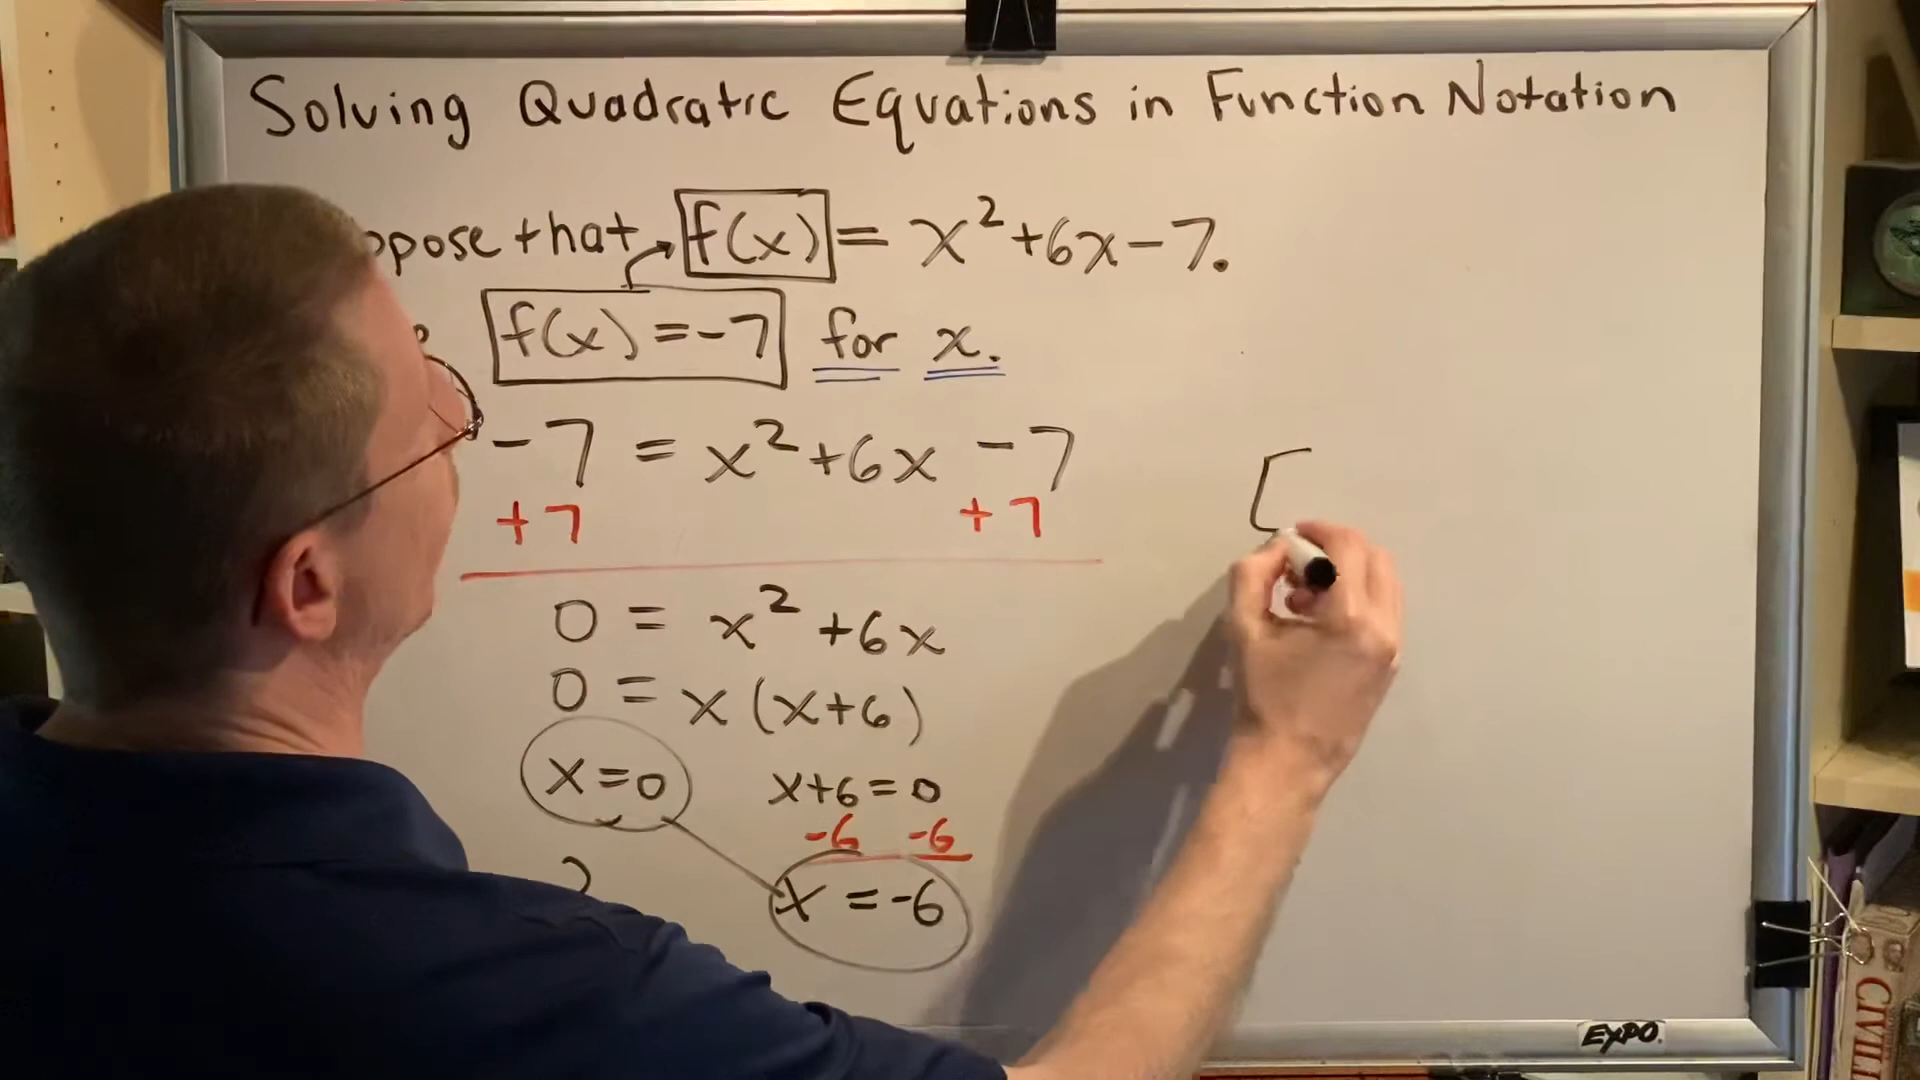 Solving Quadratic Equations in Function Notation
that f(x) = x²+6x-7.
f(x) = -7 for x.
-7 = x²+6x -7
+7 +7
0 = x² +6x
0 = x (x+6)
x=0 x+6=0
-6 -6
x = -6
EXPO